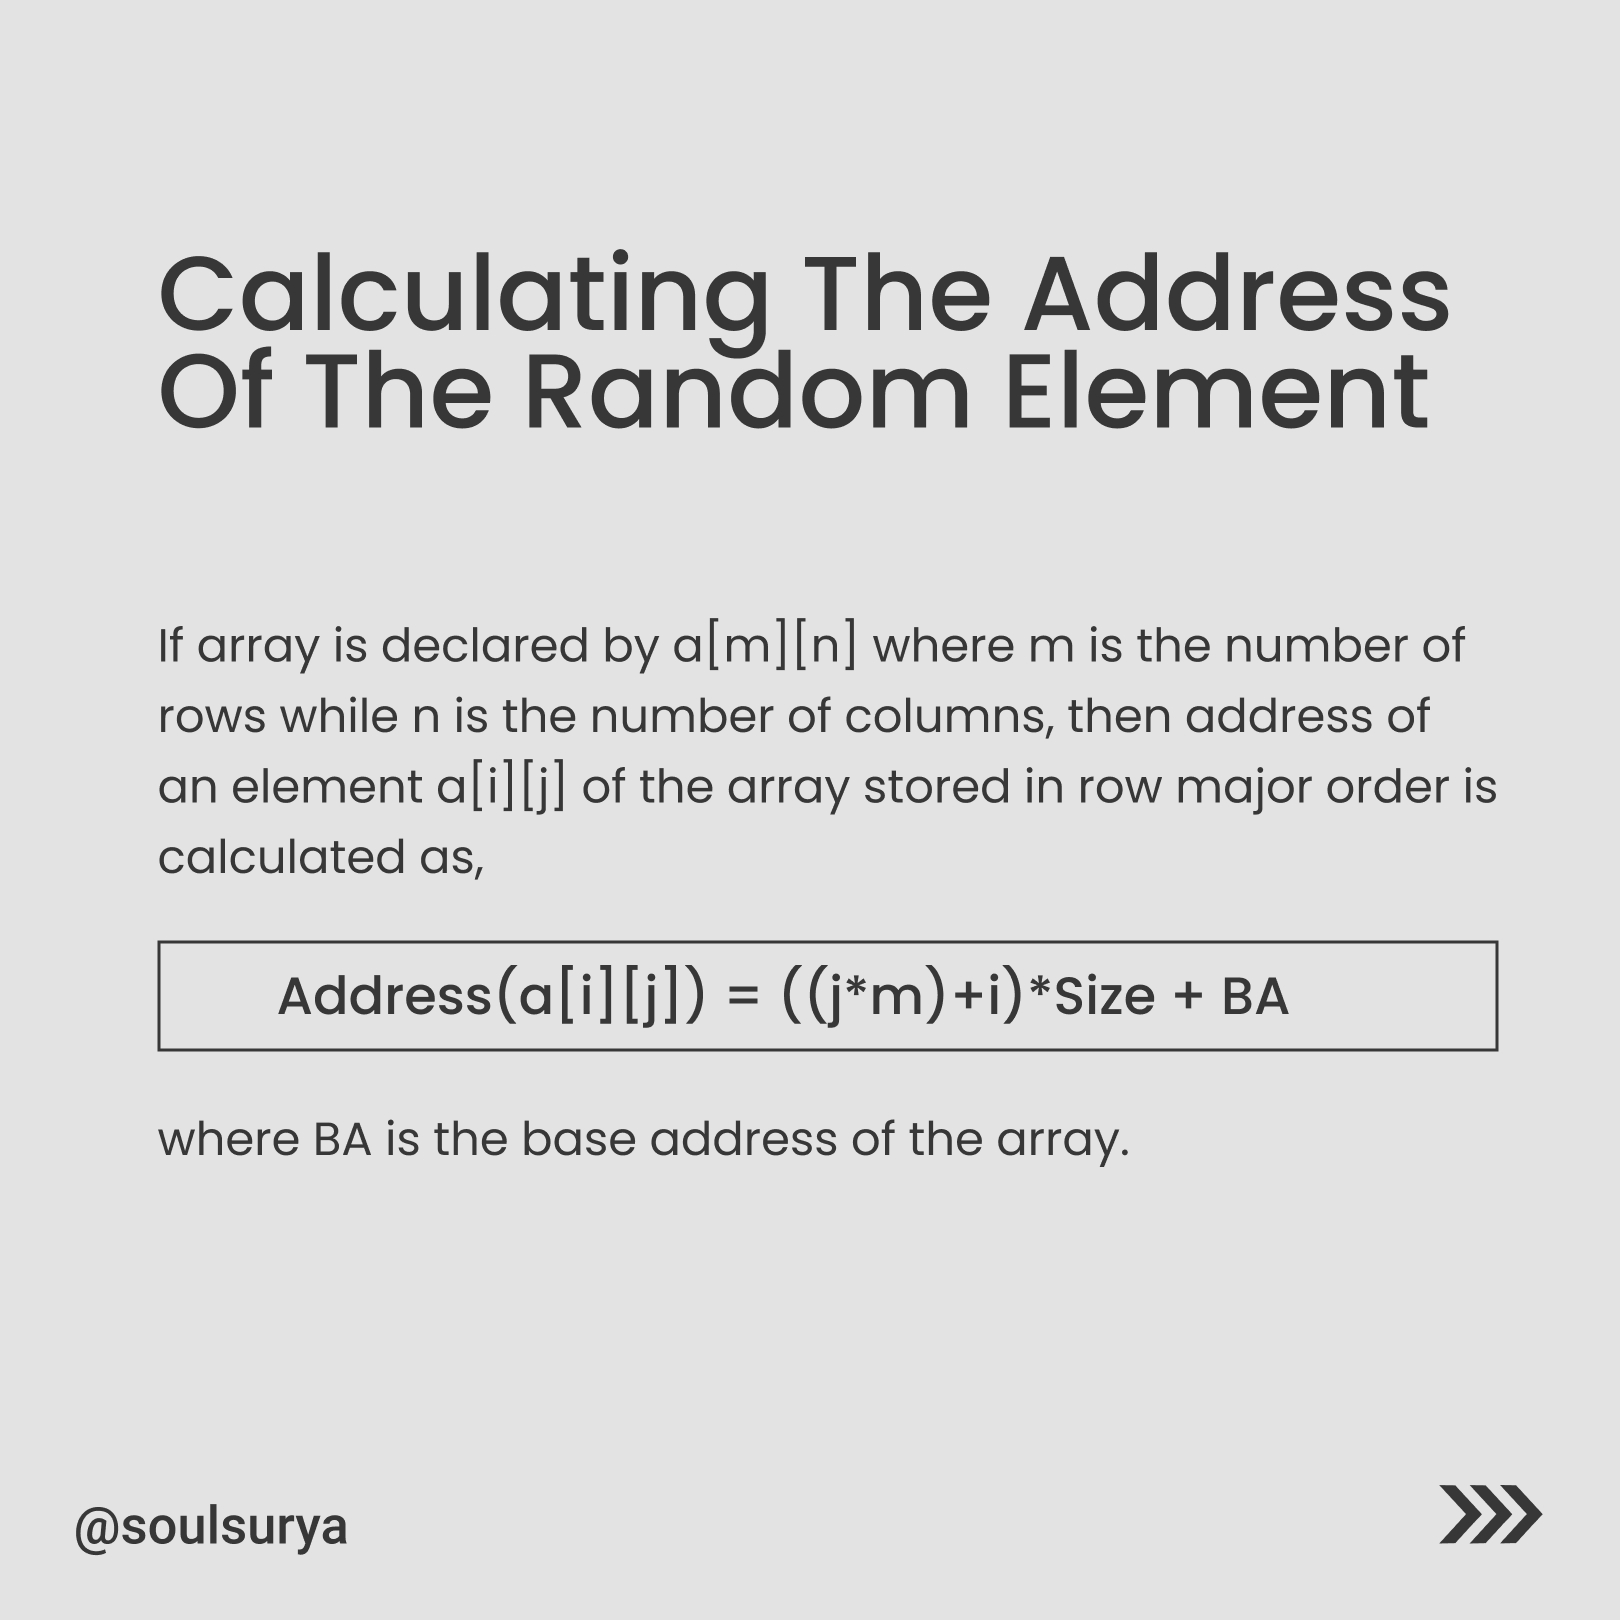 Calculating The Address
Of The Random Element
If array is declared by a[m][n] where m is the number of
rows while n is the number of columns, then address of
an element a[i][j] of the array stored in row major order is
calculated as,
Address(a[i][j]) = ((j*m)+i)*Size + BA
where BA is the base address of the array.
@soulsurya